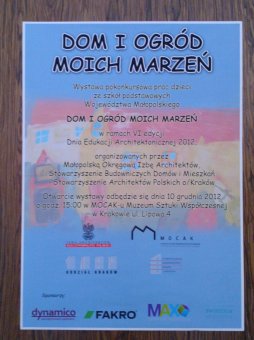 DOM I OGRÓD
MOICH MARZEŃ
Wystawa pokonkursowa prac dzieci
ze szkół podstawowych
Województwa Małopolskiego
DOM I OGRÓD MOICH MARZEŃ
w ramach VI edycji
Dnia Edukacji Architektonicznej 2012,
organizowanych przez
Małopolską Okręgową Izbę Architektów,
Stowarzyszenie Budowniczych Domów i Mieszkań
i Stowarzyszenie Architektów Polskich o/Kraków
Otwarcie wystawy odbędzie się dnia 10 grudnia 2012
o godz. 15:00 w MOCAK-u Muzeum Sztuki Współczesnej
w Krakowie ul. Lipowa 4
MOCAK
ODDZIAŁ KRAKÓW
Sponsorzy:
dynamico
FAKRO